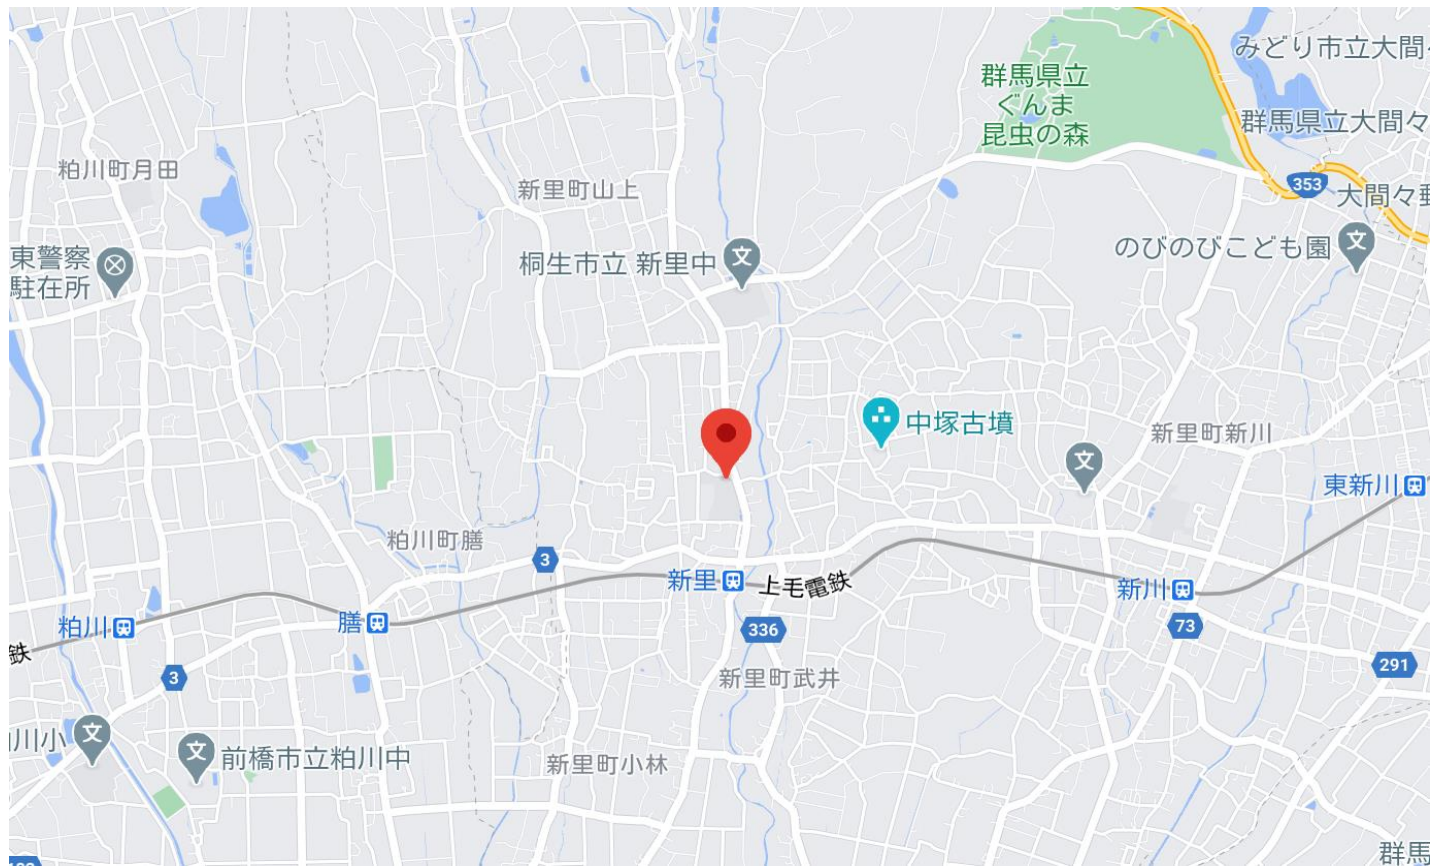 みどり市立大間々
群馬県立
ぐんま
昆虫の森
群馬県立大間々
粕川町月田
新里町山上
353
大間々
東警察
駐在所
桐生市立 新里中
文
のびのびこども園
文
中塚古墳
新里町新川
文
東新川
粕川町膳
3
新里
上毛電鉄
新川
粕川
膳
336
73
鉄
3
新里町武井
291
川小
文
文
前橋市立粕川中
新里町小林
群馬